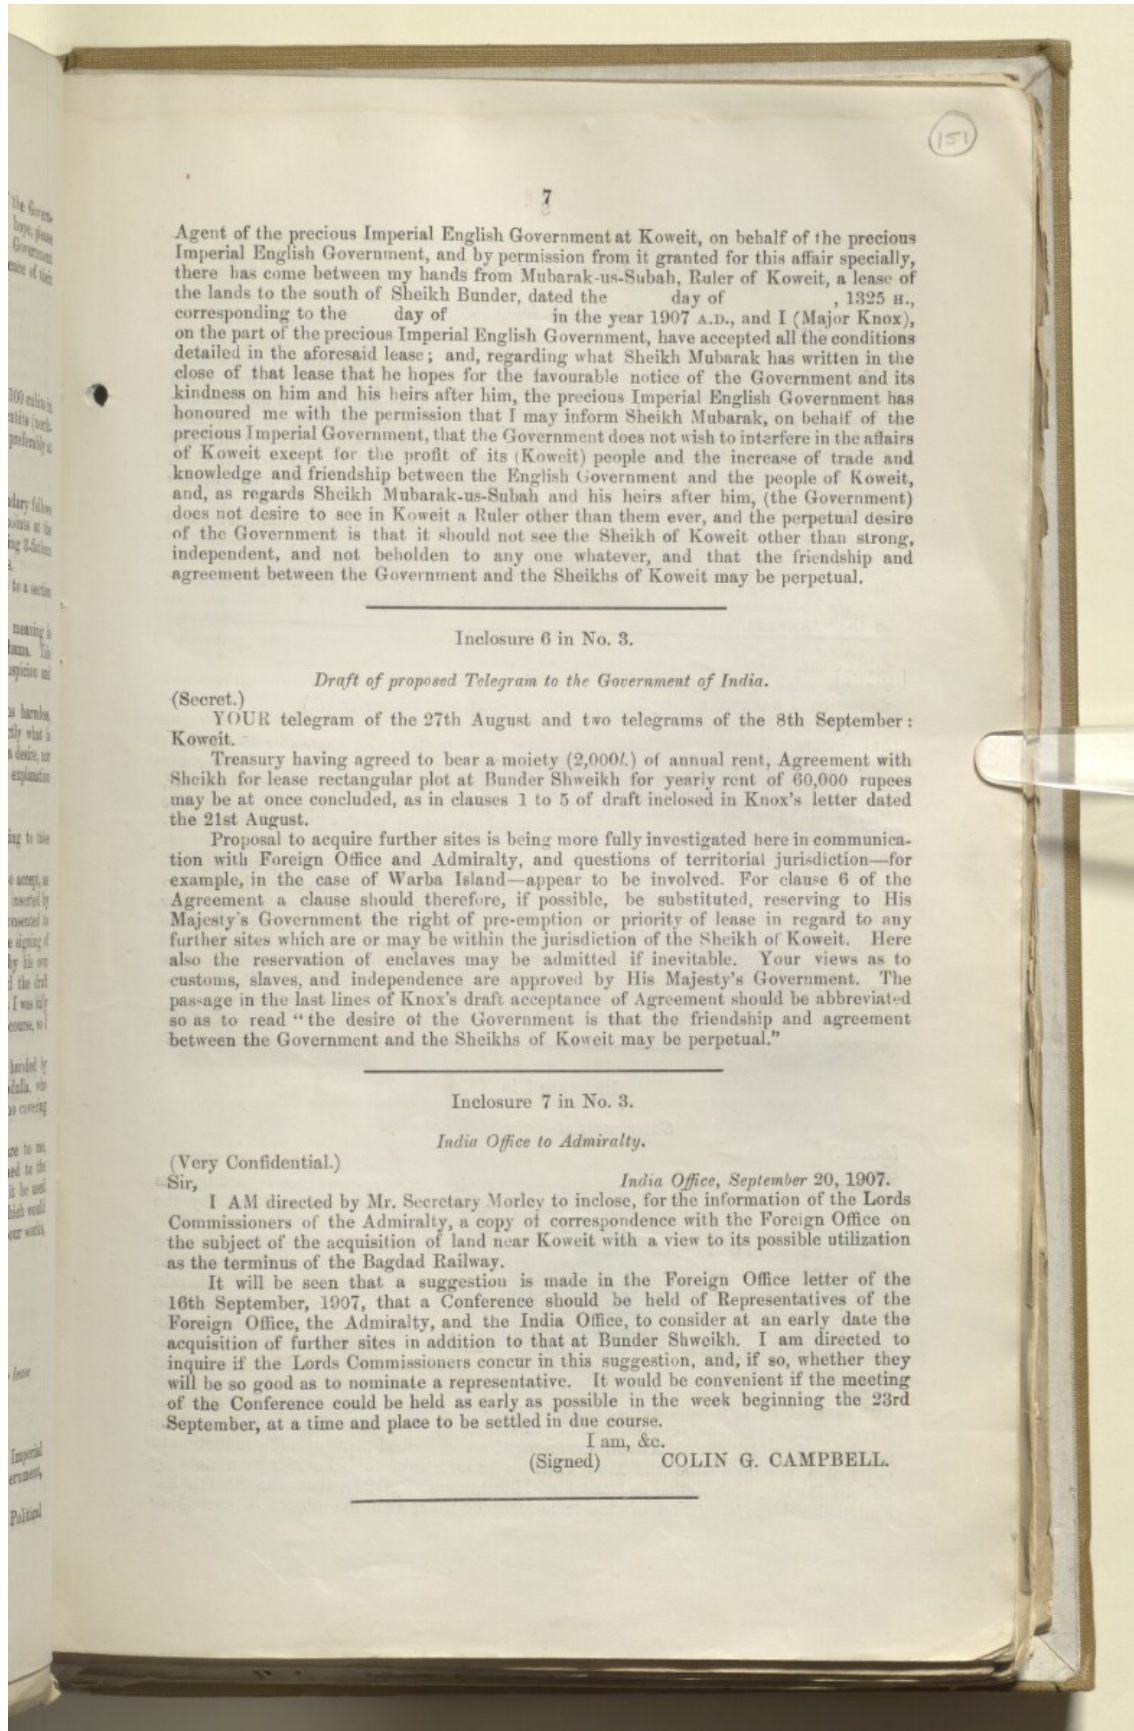 151
7
Agent of the precious Imperial English Government at Koweit, on behalf of the precious
Imperial English Government, and by permission from it granted for this affair specially,
there has come between my hands from Mubarak-us-Subah, Ruler of Koweit, a lease of
the lands to the south of Sheikh Bunder, dated the day of , 1325 H.,
corresponding to the day of in the year 1907 A.D., and I (Major Knox),
on the part of the precious Imperial English Government, have accepted all the conditions
detailed in the aforesaid lease; and, regarding what Sheikh Mubarak has written in the
close of that lease that he hopes for the favourable notice of the Government and its
kindness on him and his heirs after him, the precious Imperial English Government has
honoured me with the permission that I may inform Sheikh Mubarak, on behalf of the
precious Imperial Government, that the Government does not wish to interfere in the affairs
of Koweit except for the profit of its (Koweit) people and the increase of trade and
knowledge and friendship between the English Government and the people of Koweit,
and, as regards Sheikh Mubarak-us-Subah and his heirs after him, (the Government)
does not desire to see in Koweit a Ruler other than them ever, and the perpetual desire
of the Government is that it should not see the Sheikh of Koweit other than strong,
independent, and not beholden to any one whatever, and that the friendship and
agreement between the Government and the Sheikhs of Koweit may be perpetual.
Inclosure 6 in No. 3.
Draft of proposed Telegram to the Government of India.
(Secret.)
YOUR telegram of the 27th August and two telegrams of the 8th September:
Koweit.
Treasury having agreed to bear a moiety (2,000l.) of annual rent, Agreement with
Sheikh for lease rectangular plot at Bunder Shweikh for yearly rent of 60,000 rupees
may be at once concluded, as in clauses 1 to 5 of draft inclosed in Knox's letter dated
the 21st August.
Proposal to acquire further sites is being more fully investigated here in communica-
tion with Foreign Office and Admiralty, and questions of territorial jurisdiction—for
example, in the case of Warba Island—appear to be involved. For clause 6 of the
Agreement a clause should therefore, if possible, be substituted, reserving to His
Majesty's Government the right of pre-emption or priority of lease in regard to any
further sites which are or may be within the jurisdiction of the Sheikh of Koweit. Here
also the reservation of enclaves may be admitted if inevitable. Your views as to
customs, slaves, and independence are approved by His Majesty's Government. The
passage in the last lines of Knox's draft acceptance of Agreement should be abbreviated
so as to read "the desire of the Government is that the friendship and agreement
between the Government and the Sheikhs of Koweit may be perpetual."
Inclosure 7 in No. 3.
India Office to Admiralty.
(Very Confidential.)
Sir, India Office, September 20, 1907.
I AM directed by Mr. Secretary Morley to inclose, for the information of the Lords
Commissioners of the Admiralty, a copy of correspondence with the Foreign Office on
the subject of the acquisition of land near Koweit with a view to its possible utilization
as the terminus of the Bagdad Railway.
It will be seen that a suggestion is made in the Foreign Office letter of the
16th September, 1907, that a Conference should be held of Representatives of the
Foreign Office, the Admiralty, and the India Office, to consider at an early date the
acquisition of further sites in addition to that at Bunder Shweikh. I am directed to
inquire if the Lords Commissioners concur in this suggestion, and, if so, whether they
will be so good as to nominate a representative. It would be convenient if the meeting
of the Conference could be held as early as possible in the week beginning the 23rd
September, at a time and place to be settled in due course.
I am, &c.
(Signed) COLIN G. CAMPBELL.